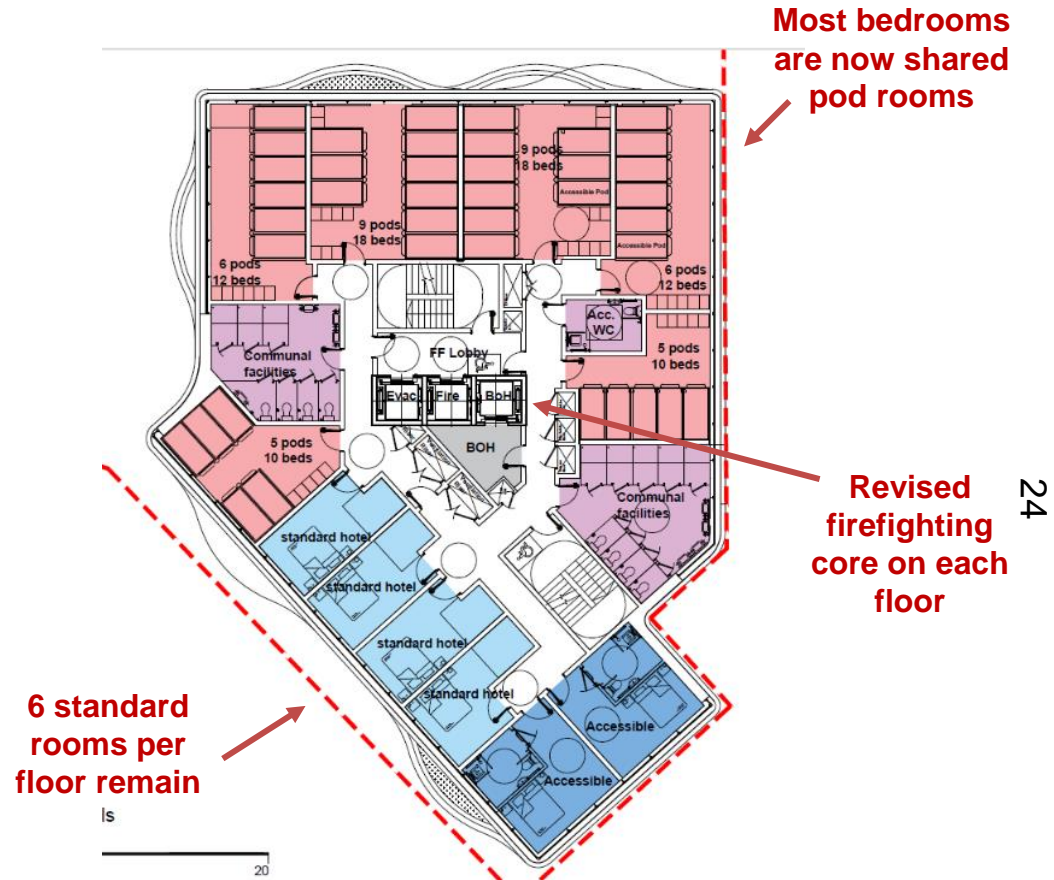 Most bedrooms
are now shared
pod rooms
9 pods
18 beds
Accessible Pod
9 pods
18 beds
Accessible Pod
6 pods
12 beds
6 pods
12 beds
Acc.
WC
Communal
facilities
FF Lobby
5 pods
10 beds
Evac
Fire
BoH
5 pods
10 beds
BOH
Communal
facilities
Revised
firefighting
core on each
floor
24
standard hotel
standard hotel
standard hotel
standard hotel
Accessible
Accessible
6 standard
rooms per
floor remain
ls
20